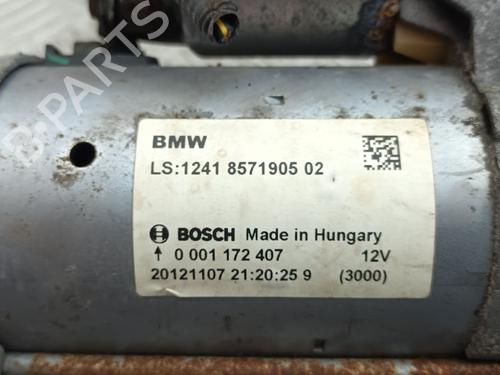 BMW
LS:1241 8571905 02
BOSCH Made in Hungary
↑ 0 001 172 407 12V
20121107 21:20:25 9 (3000)
B-Parts